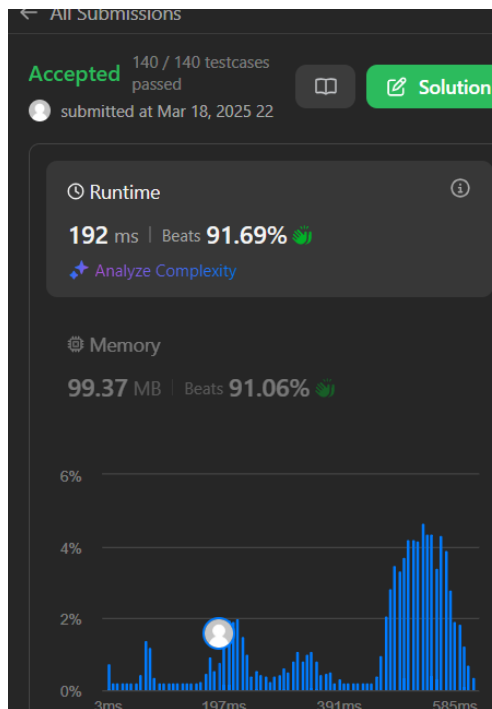 ← All Submissions
Accepted 140 / 140 testcases passed
submitted at Mar 18, 2025 22
Solution
Runtime
192 ms | Beats 91.69%
Analyze Complexity
Memory
99.37 MB | Beats 91.06%
6%
4%
2%
0%
3ms 197ms 391ms 585ms